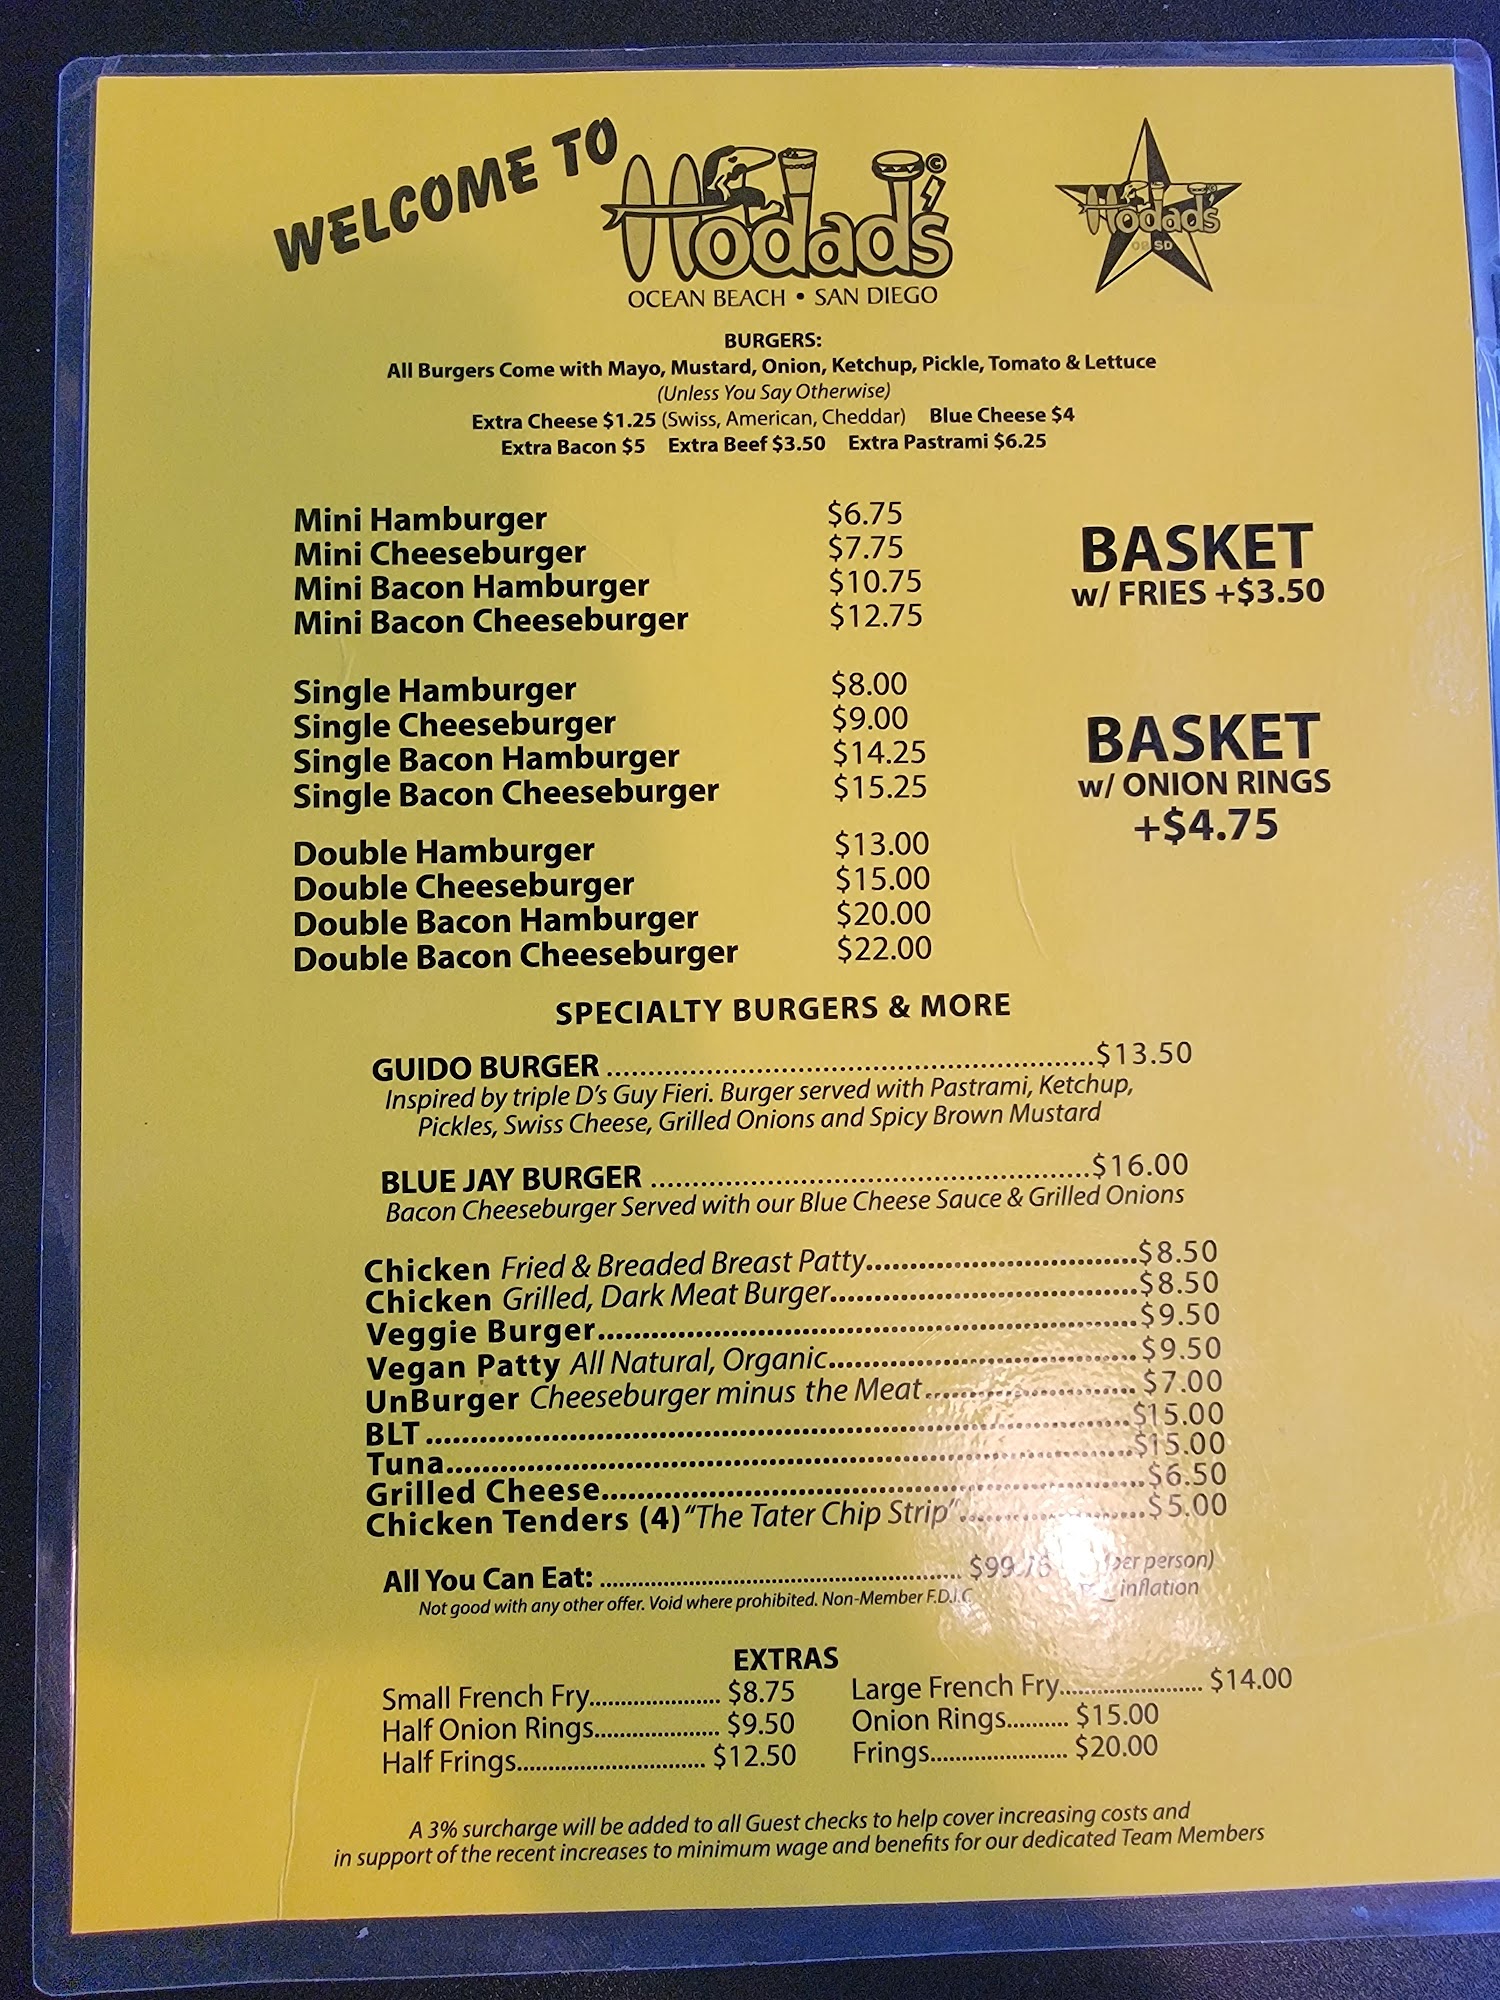 WELCOME TO Hodad's ©
OCEAN BEACH • SAN DIEGO
Hodad's
OB SD
BURGERS:
All Burgers Come with Mayo, Mustard, Onion, Ketchup, Pickle, Tomato & Lettuce
(Unless You Say Otherwise)
Extra Cheese $1.25 (Swiss, American, Cheddar) Blue Cheese $4
Extra Bacon $5 Extra Beef $3.50 Extra Pastrami $6.25
Mini Hamburger $6.75
Mini Cheeseburger $7.75
Mini Bacon Hamburger $10.75
Mini Bacon Cheeseburger $12.75
BASKET
w/ FRIES +$3.50
Single Hamburger $8.00
Single Cheeseburger $9.00
Single Bacon Hamburger $14.25
Single Bacon Cheeseburger $15.25
BASKET
w/ ONION RINGS
+$4.75
Double Hamburger $13.00
Double Cheeseburger $15.00
Double Bacon Hamburger $20.00
Double Bacon Cheeseburger $22.00
SPECIALTY BURGERS & MORE
GUIDO BURGER ........ $13.50
Inspired by triple D's Guy Fieri. Burger served with Pastrami, Ketchup,
Pickles, Swiss Cheese, Grilled Onions and Spicy Brown Mustard
BLUE JAY BURGER ........ $16.00
Bacon Cheeseburger Served with our Blue Cheese Sauce & Grilled Onions
Chicken Fried & Breaded Breast Patty........ $8.50
Chicken Grilled, Dark Meat Burger........ $8.50
Veggie Burger........ $9.50
Vegan Patty All Natural, Organic........ $9.50
UnBurger Cheeseburger minus the Meat........ $7.00
BLT ........ $15.00
Tuna........ $15.00
Grilled Cheese........ $6.50
Chicken Tenders (4) "The Tater Chip Strip"........ $5.00
All You Can Eat: ........ (per person)
Not good with any other offer. Void where prohibited. Non-Member F.D.I.C inflation
EXTRAS
Small French Fry........ $8.75
Half Onion Rings........ $9.50
Half Frings........ $12.50
Large French Fry........ $14.00
Onion Rings........ $15.00
Frings........ $20.00
A 3% surcharge will be added to all Guest checks to help cover increasing costs and
in support of the recent increases to minimum wage and benefits for our dedicated Team Members